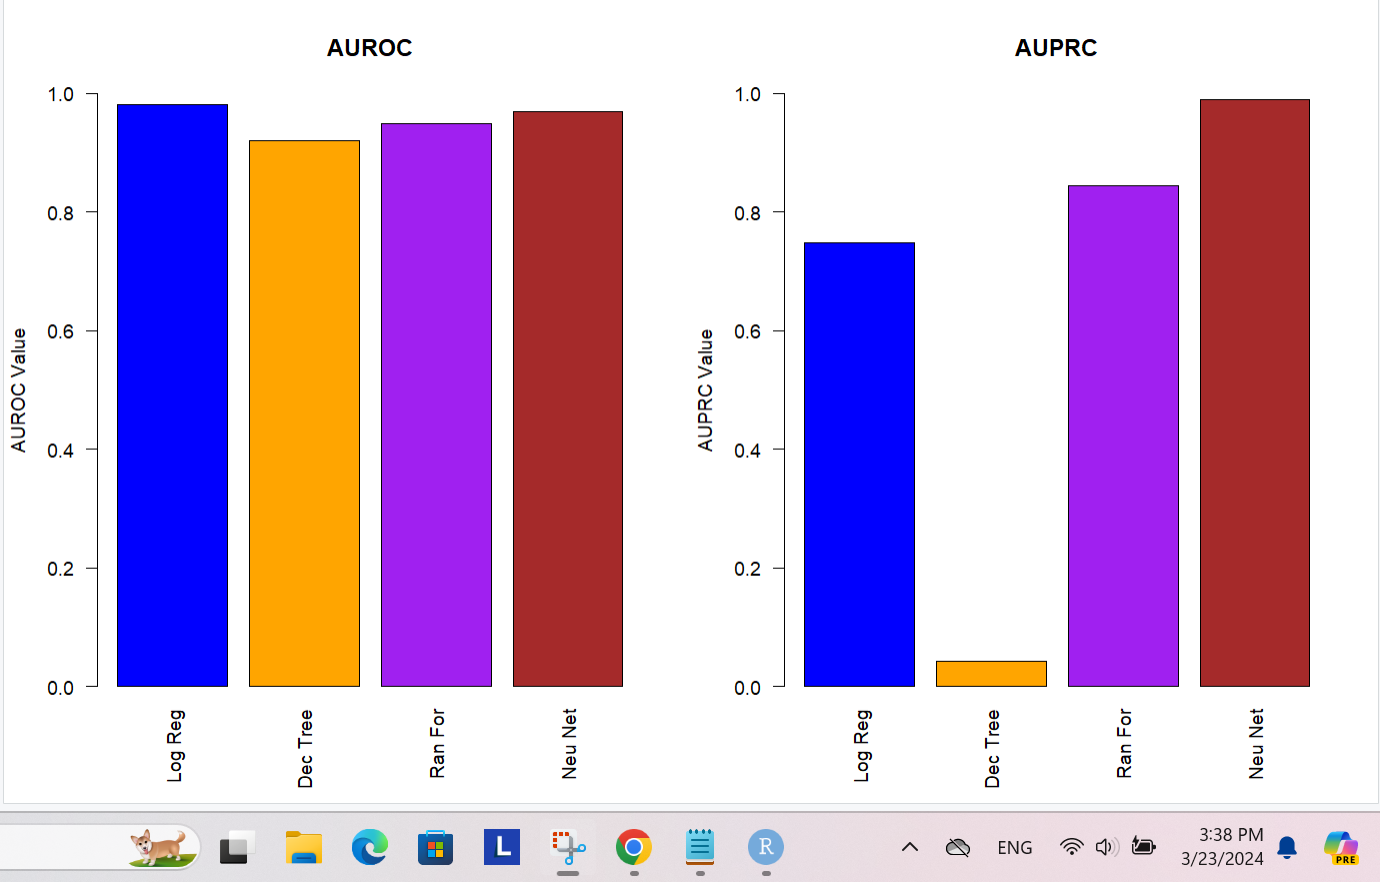 AUROC
1.0
0.8
0.6
0.4
0.2
0.0
AUROC Value
Log Reg
Dec Tree
Ran For
Neu Net
AUPRC
1.0
0.8
0.6
0.4
0.2
0.0
AUPRC Value
Log Reg
Dec Tree
Ran For
Neu Net
L
R
ENG
3:38 PM
3/23/2024
PRE